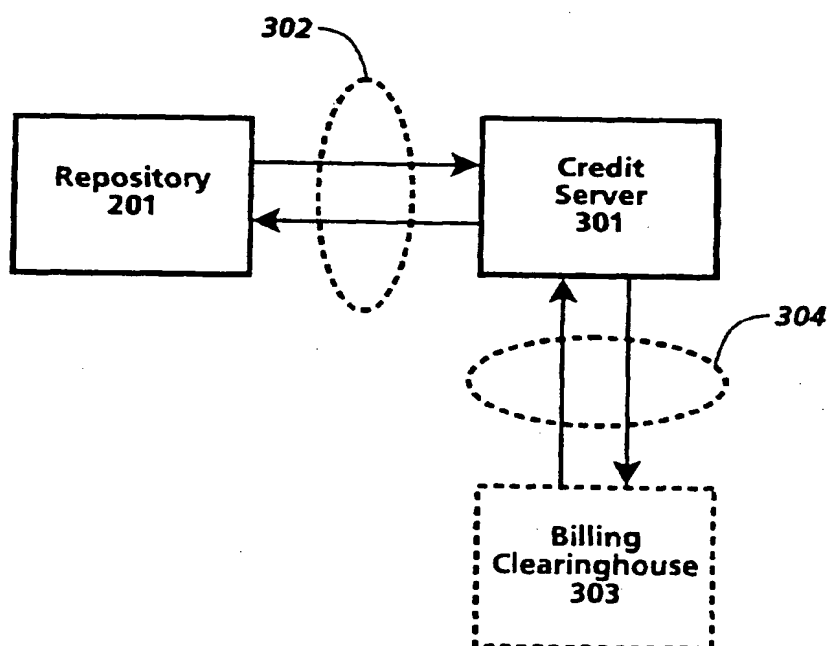 302
Repository
201
Credit
Server
301
304
Billing
Clearinghouse
303